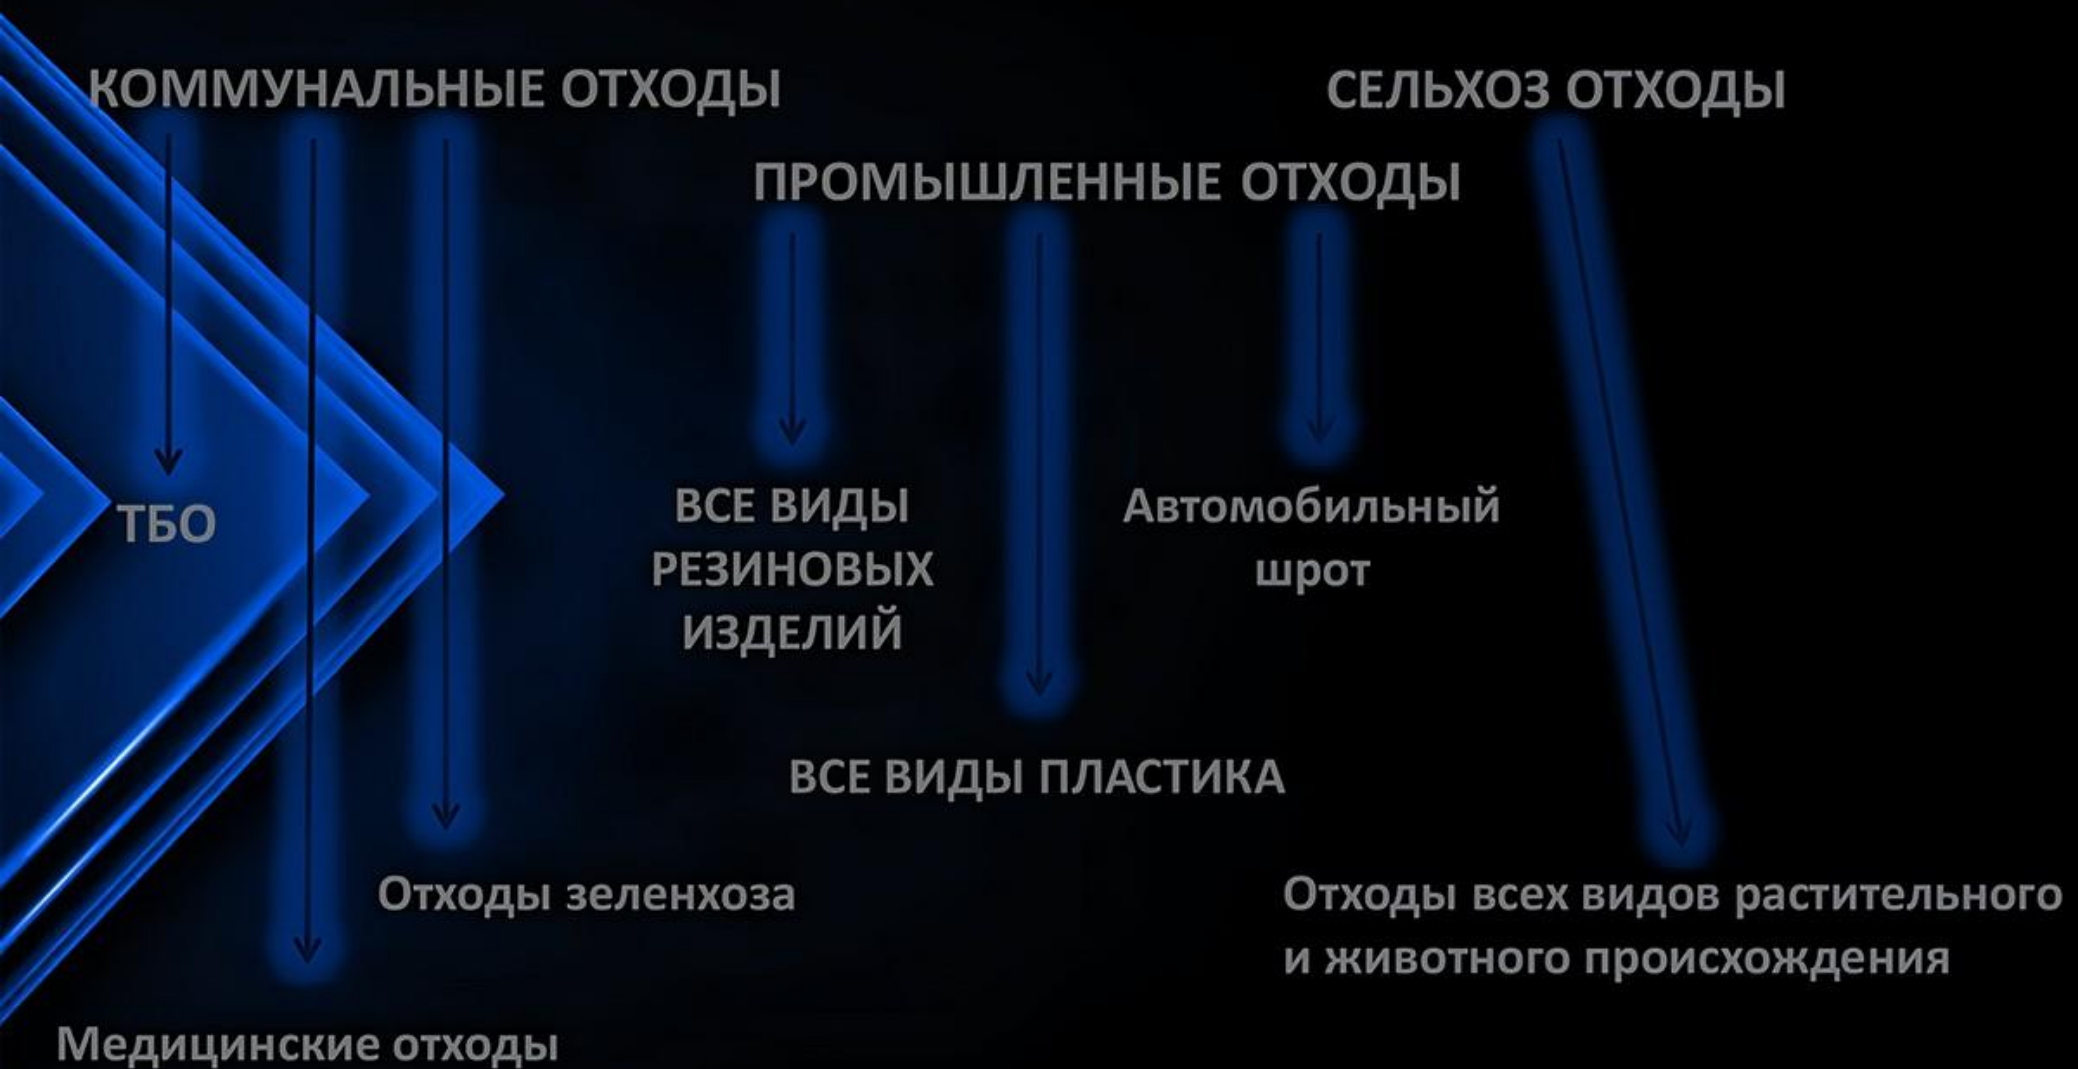 КОММУНАЛЬНЫЕ ОТХОДЫ
СЕЛЬХОЗ ОТХОДЫ
ПРОМЫШЛЕННЫЕ ОТХОДЫ
ТБО
ВСЕ ВИДЫ
РЕЗИНОВЫХ
ИЗДЕЛИЙ
Автомобильный
шрот
ВСЕ ВИДЫ ПЛАСТИКА
Отходы зеленхоза
Отходы всех видов растительного
и животного происхождения
Медицинские отходы